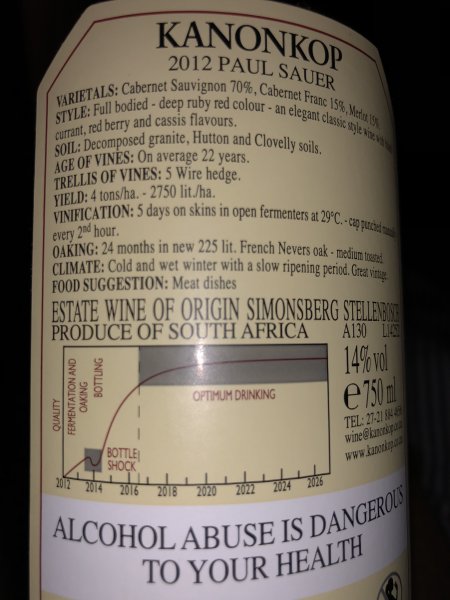 KANONKOP
2012 PAUL SAUER
VARIETALS: Cabernet Sauvignon 70%, Cabernet Franc 15%, Merlot 15%
STYLE: Full bodied - deep ruby red colour - an elegant classic style wine with
currant, red berry and cassis flavours.
SOIL: Decomposed granite, Hutton and Clovelly soils.
AGE OF VINES: On average 22 years.
TRELLIS OF VINES: 5 Wire hedge.
YIELD: 4 tons/ha. - 2750 lit./ha.
VINIFICATION: 5 days on skins in open fermenters at 29°C. - cap punched
every 2nd hour.
OAKING: 24 months in new 225 lit. French Nevers oak - medium toasted.
CLIMATE: Cold and wet winter with a slow ripening period. Great vintage.
FOOD SUGGESTION: Meat dishes
ESTATE WINE OF ORIGIN SIMONSBERG STELLENBOSCH
PRODUCE OF SOUTH AFRICA A130
14% vol
e 750 ml
TEL: 27-21 884
wine@kanonkop.co.
www.kanonkop.co.
QUALITY
FERMENTATION AND
OAKING
BOTTLING
BOTTLE
SHOCK
OPTIMUM DRINKING
2012 2014 2016 2018 2020 2022 2024 2026
ALCOHOL ABUSE IS DANGEROUS
TO YOUR HEALTH